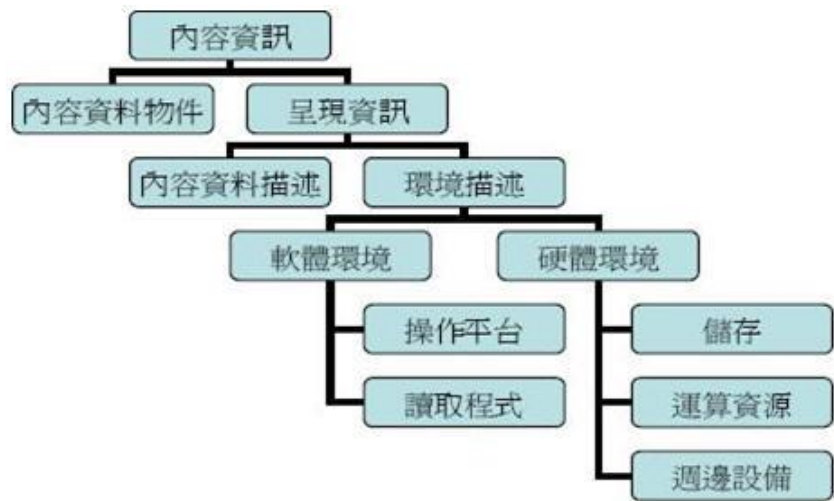 內容資訊
內容資料物件
呈現資訊
內容資料描述
環境描述
軟體環境
硬體環境
操作平台
儲存
讀取程式
運算資源
週邊設備